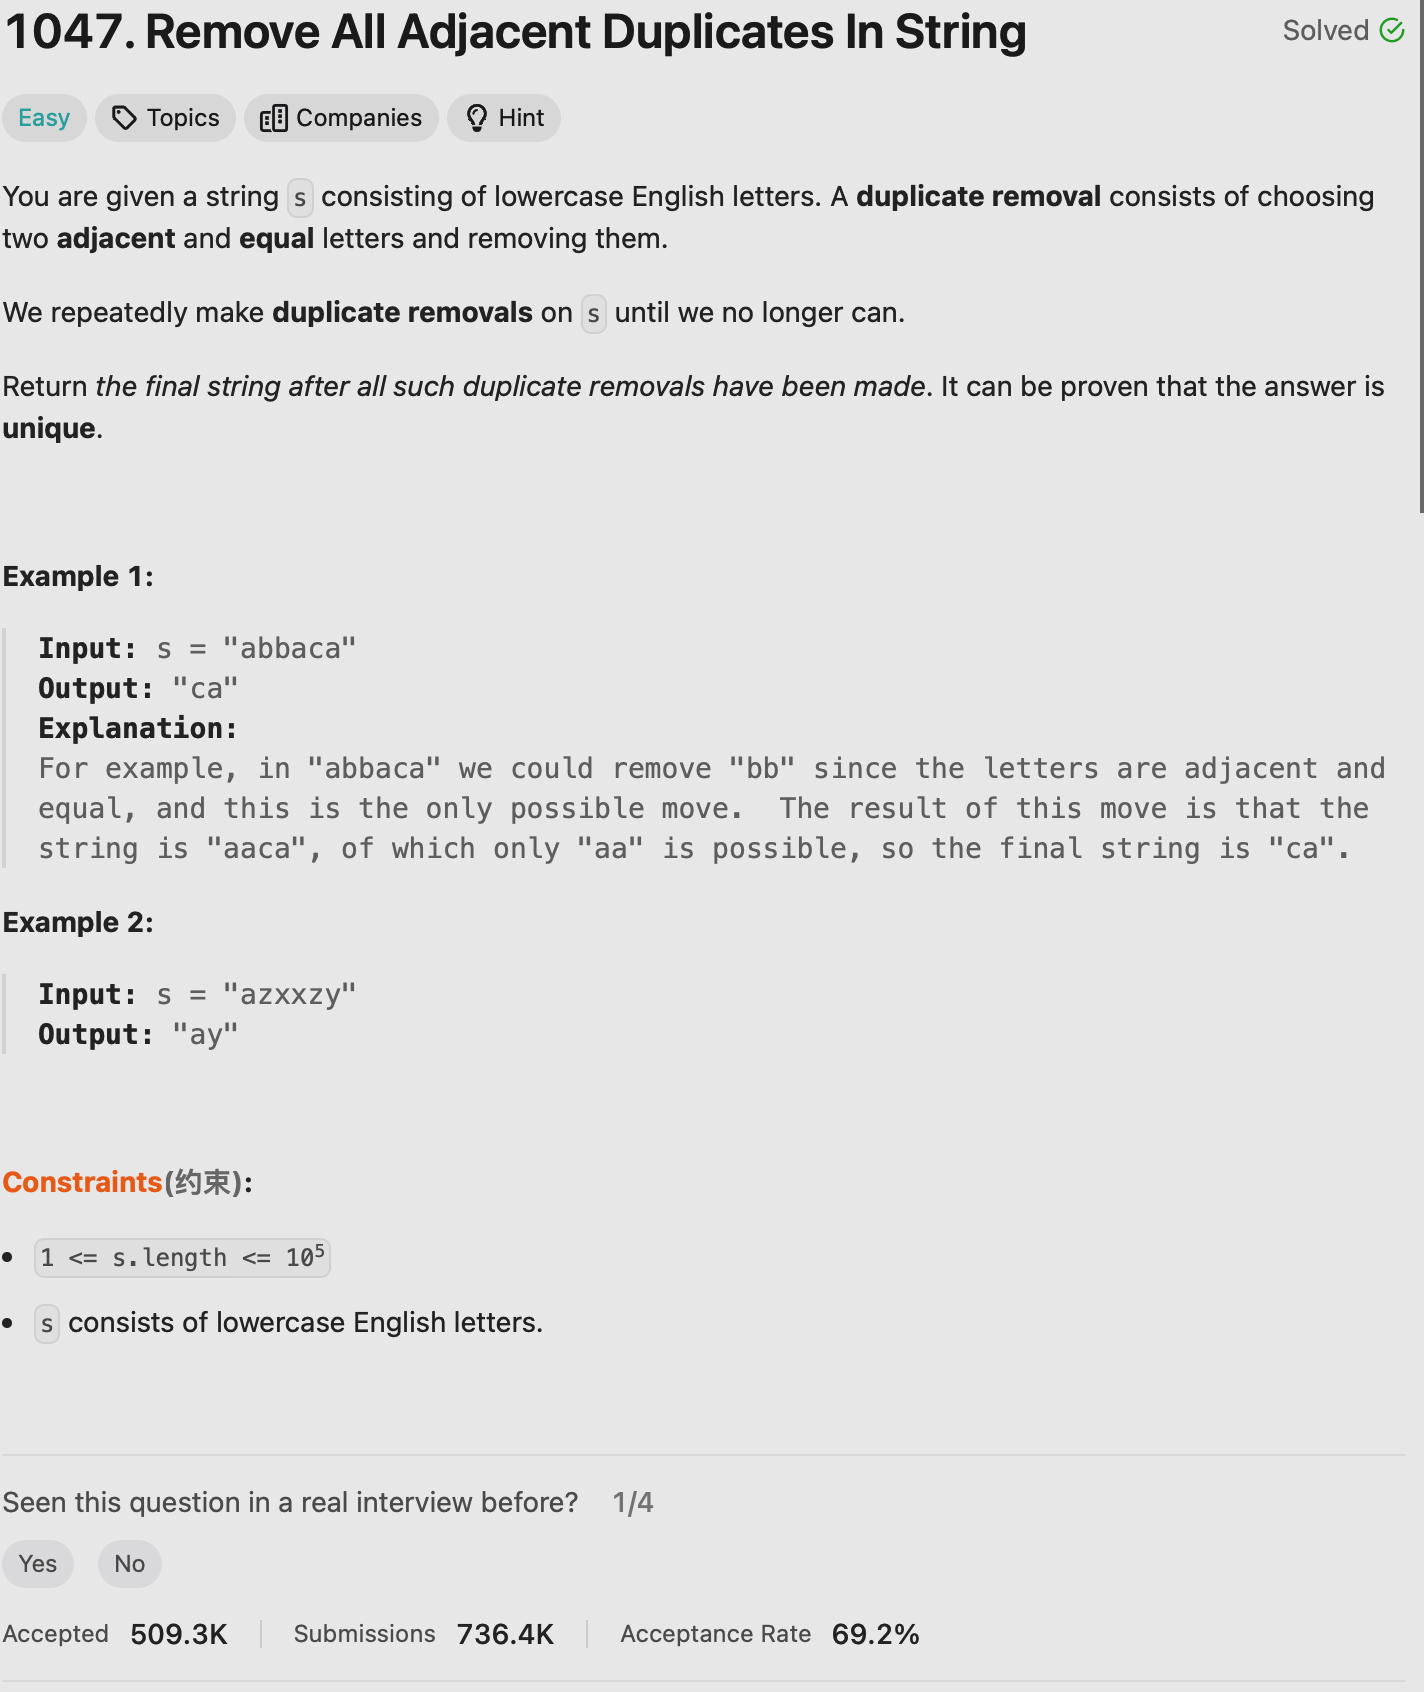 1047. Remove All Adjacent Duplicates In String
Solved
Easy
Topics
Companies
Hint
You are given a string s consisting of lowercase English letters. A duplicate removal consists of choosing
two adjacent and equal letters and removing them.
We repeatedly make duplicate removals on s until we no longer can.
Return the final string after all such duplicate removals have been made. It can be proven that the answer is
unique.
Example 1:
Input: s = "abbaca"
Output: "ca"
Explanation:
For example, in "abbaca" we could remove "bb" since the letters are adjacent and
equal, and this is the only possible move.  The result of this move is that the
string is "aaca", of which only "aa" is possible, so the final string is "ca".
Example 2:
Input: s = "azxxzy"
Output: "ay"
Constraints(约束):
1 <= s.length <= 10⁵
s consists of lowercase English letters.
Seen this question in a real interview before? 1/4
Yes
No
Accepted 509.3K
Submissions 736.4K
Acceptance Rate 69.2%